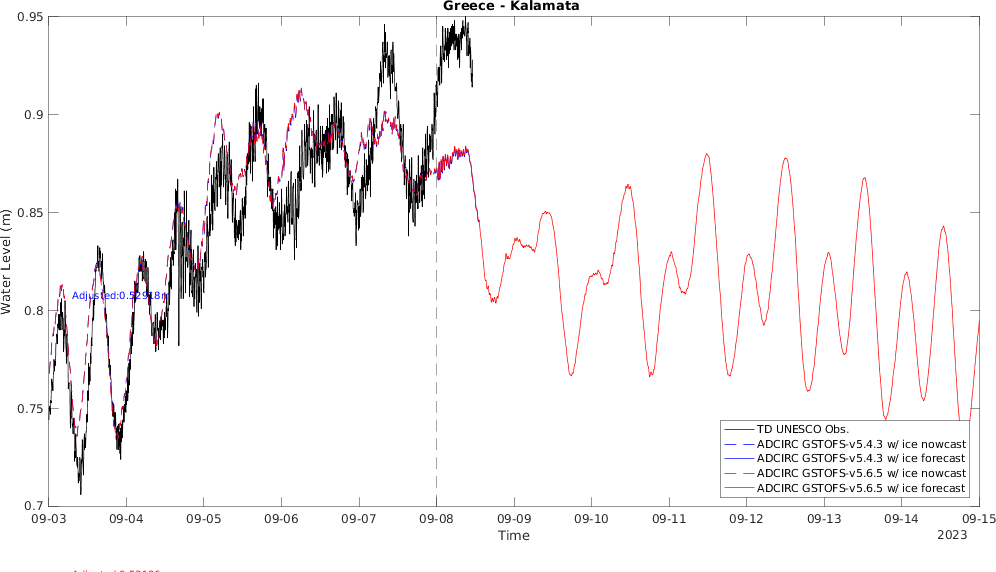 Greece - Kalamata
0.95
0.9
0.85
0.8
0.75
0.7
Water Level (m)
09-03
09-04
09-05
09-06
09-07
09-08
09-09
09-10
09-11
09-12
09-13
09-14
09-15
Time
2023
TD UNESCO Obs.
ADCIRC GSTOFS-v5.4.3 w/ ice nowcast
ADCIRC GSTOFS-v5.4.3 w/ ice forecast
ADCIRC GSTOFS-v5.6.5 w/ ice nowcast
ADCIRC GSTOFS-v5.6.5 w/ ice forecast